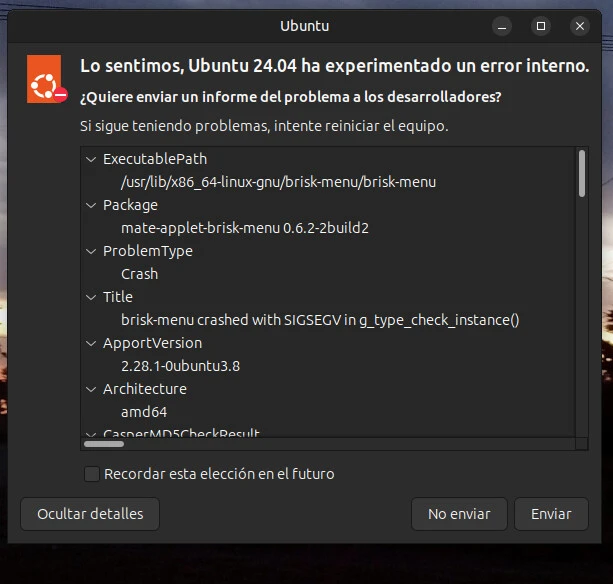 Ubuntu
Lo sentimos, Ubuntu 24.04 ha experimentado un error interno.
¿Quiere enviar un informe del problema a los desarrolladores?
Si sigue teniendo problemas, intente reiniciar el equipo.
ExecutablePath
/usr/lib/x86_64-linux-gnu/brisk-menu/brisk-menu
Package
mate-applet-brisk-menu 0.6.2-2build2
ProblemType
Crash
Title
brisk-menu crashed with SIGSEGV in g_type_check_instance()
ApportVersion
2.28.1-0ubuntu3.8
Architecture
amd64
CasperMD5CheckResult
Recordar esta elección en el futuro
Ocultar detalles
No enviar
Enviar